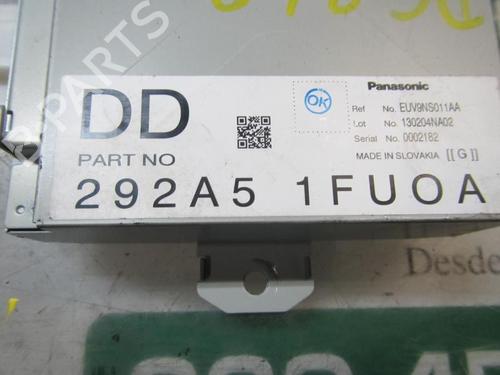 DD
PART NO
292A5 1FU0A
OK
Panasonic
Ref No. EUV9NS011AA
Lot No. 130204NA02
Serial No. 0002182
MADE IN SLOVAKIA [[G]]
Desde